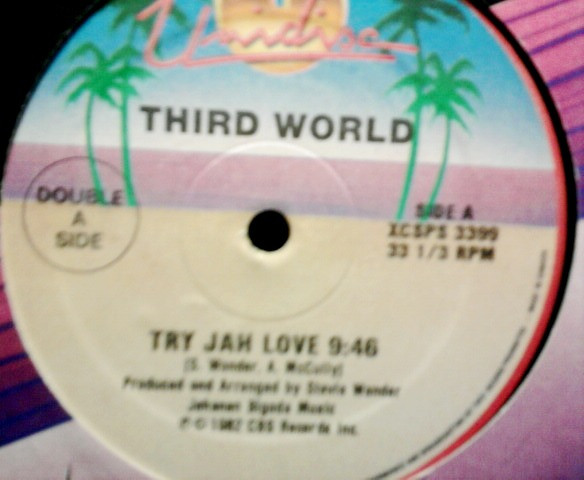 Unidisc
THIRD WORLD
DOUBLE
A
SIDE
SIDE A
XCSPS 3399
33 1/3 RPM
TRY JAH LOVE 9:46
(S. Wonder, A. McCully)
Produced and Arranged by Stevie Wonder
Music
℗ © 1982 CBS Records Inc.